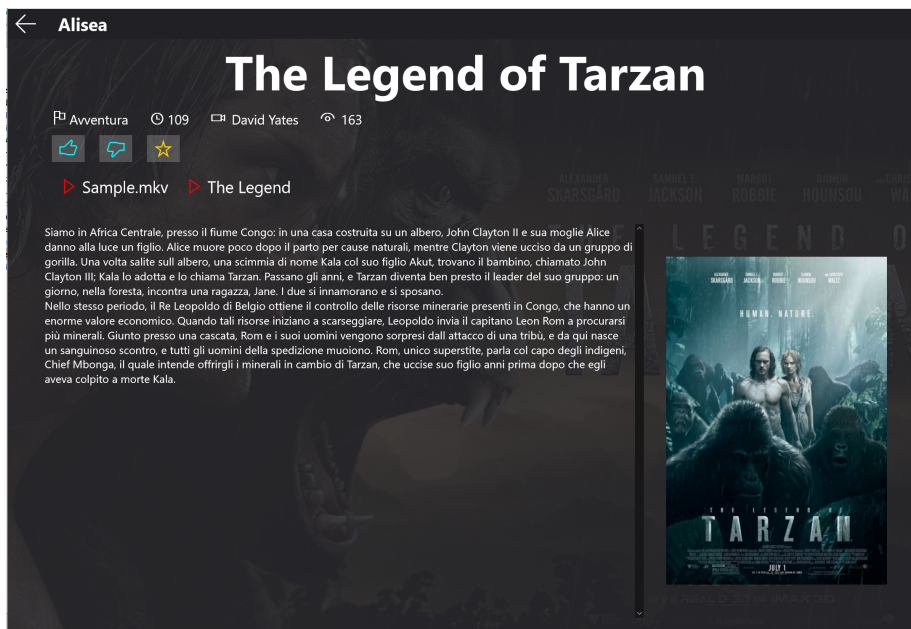 Alisea
The Legend of Tarzan
Avventura 109 David Yates 163
Sample.mkv The Legend
Siamo in Africa Centrale, presso il fiume Congo: in una casa costruita su un albero, John Clayton II e sua moglie Alice
danno alla luce un figlio. Alice muore poco dopo il parto per cause naturali, mentre Clayton viene ucciso da un gruppo di
gorilla. Una volta salite sull albero, una scimmia di nome Kala col suo figlio Akut, trovano il bambino, chiamato John
Clayton III; Kala lo adotta e lo chiama Tarzan. Passano gli anni, e Tarzan diventa ben presto il leader del suo gruppo: un
giorno, nella foresta, incontra una ragazza, Jane. I due si innamorano e si sposano.
Nello stesso periodo, il Re Leopoldo di Belgio ottiene il controllo delle risorse minerarie presenti in Congo, che hanno un
enorme valore economico. Quando tali risorse iniziano a scarseggiare, Leopoldo invia il capitano Leon Rom a procurarsi
più minerali. Giunto presso una cascata, Rom e i suoi uomini vengono sorpresi dall attacco di una tribù, e da qui nasce
un sanguinoso scontro, e tutti gli uomini della spedizione muoiono. Rom, unico superstite, parla col capo degli indigeni,
Chief Mbonga, il quale intende offrirgli i minerali in cambio di Tarzan, che uccise suo figlio anni prima dopo che egli
aveva colpito a morte Kala.
ALEXANDER SAMUEL L. MARGOT DJIMON
SKARSGÅRD JACKSON ROBBIE HOUNSOU
LEGEND
HUMAN. NATURE.
THE LEGEND OF
TARZAN
JULY 1